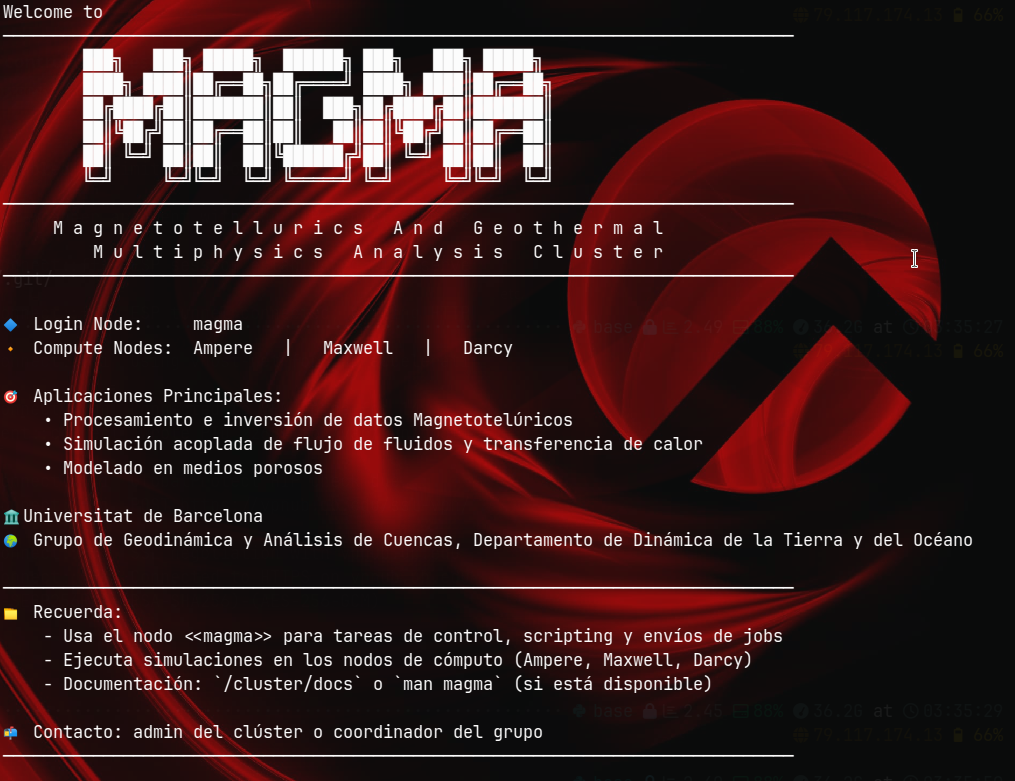 Welcome to
MAGMA
Magnetotellurics And Geothermal
Multiphysics Analysis Cluster
.git/
Login Node: magma
Compute Nodes: Ampere | Maxwell | Darcy
Aplicaciones Principales:
• Procesamiento e inversión de datos Magnetotelúricos
• Simulación acoplada de flujo de fluidos y transferencia de calor
• Modelado en medios porosos
Universitat de Barcelona
Grupo de Geodinámica y Análisis de Cuencas, Departamento de Dinámica de la Tierra y del Océano
Recuerda:
- Usa el nodo <<magma>> para tareas de control, scripting y envíos de jobs
- Ejecuta simulaciones en los nodos de cómputo (Ampere, Maxwell, Darcy)
- Documentación: `/cluster/docs` o `man magma` (si está disponible)
Contacto: admin del clúster o coordinador del grupo